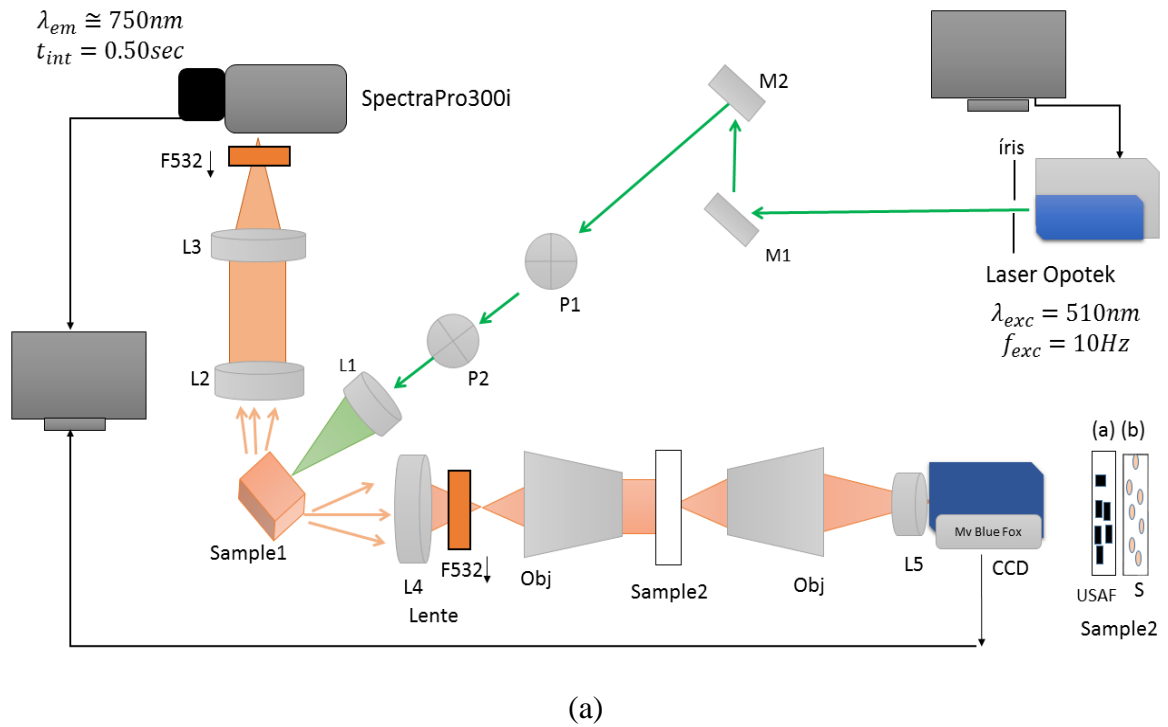 λem ≅ 750nm
tint = 0.50sec
SpectraPro300i
F532
L3
L2
L1
M2
M1
P1
P2
íris
Laser Opotek
λexc = 510nm
fexc = 10Hz
Sample1
L4
Lente
F532
Obj
Sample2
Obj
L5
Mv Blue Fox
CCD
(a) (b)
USAF S
Sample2
(a)